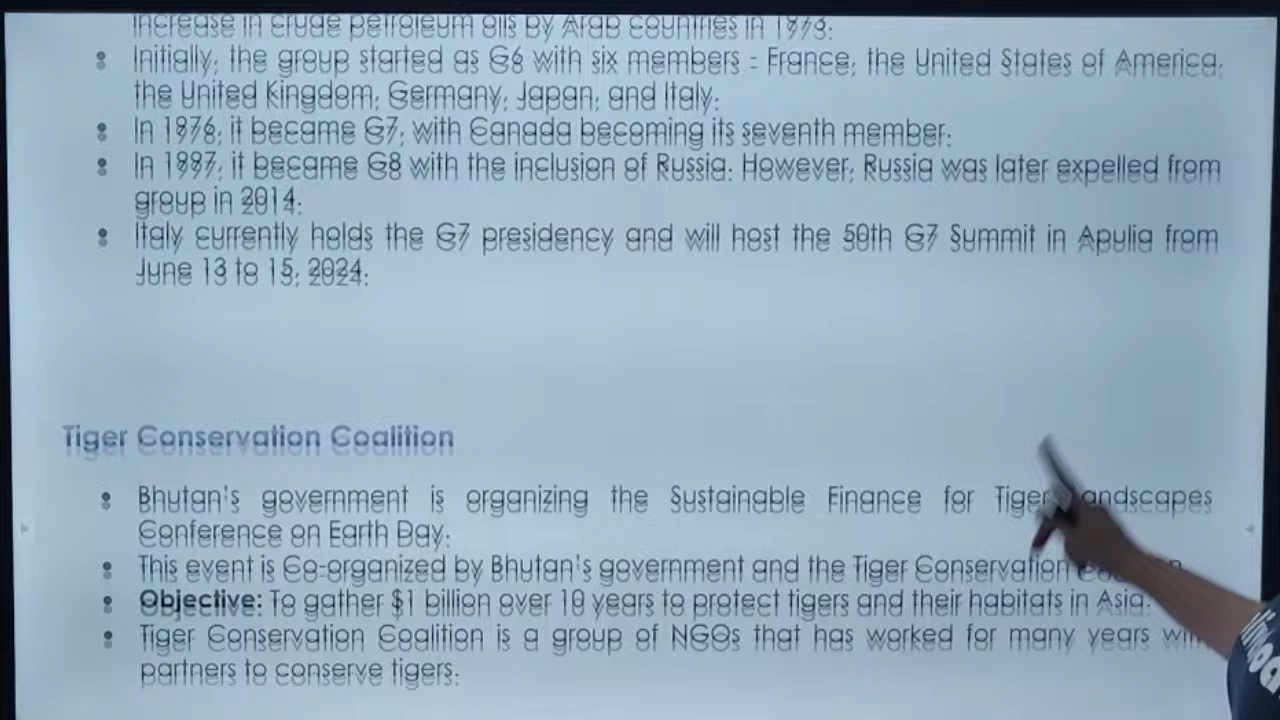 increase in crude petroleum oils by Arab countries in 1973.
• Initially, the group started as G6 with six members - France, the United States of America,
the United Kingdom, Germany, Japan, and Italy.
• In 1976, it became G7, with Canada becoming its seventh member.
• In 1997, it became G8 with the inclusion of Russia. However, Russia was later expelled from
group in 2014.
• Italy currently holds the G7 presidency and will host the 50th G7 Summit in Apulia from
June 13 to 15, 2024.
Tiger Conservation Coalition
• Bhutan's government is organizing the Sustainable Finance for Tiger Landscapes
Conference on Earth Day.
• This event is Co-organized by Bhutan's government and the Tiger Conservation
• Objective: To gather $1 billion over 10 years to protect tigers and their habitats in Asia.
• Tiger Conservation Coalition is a group of NGOs that has worked for many years with
partners to conserve tigers.